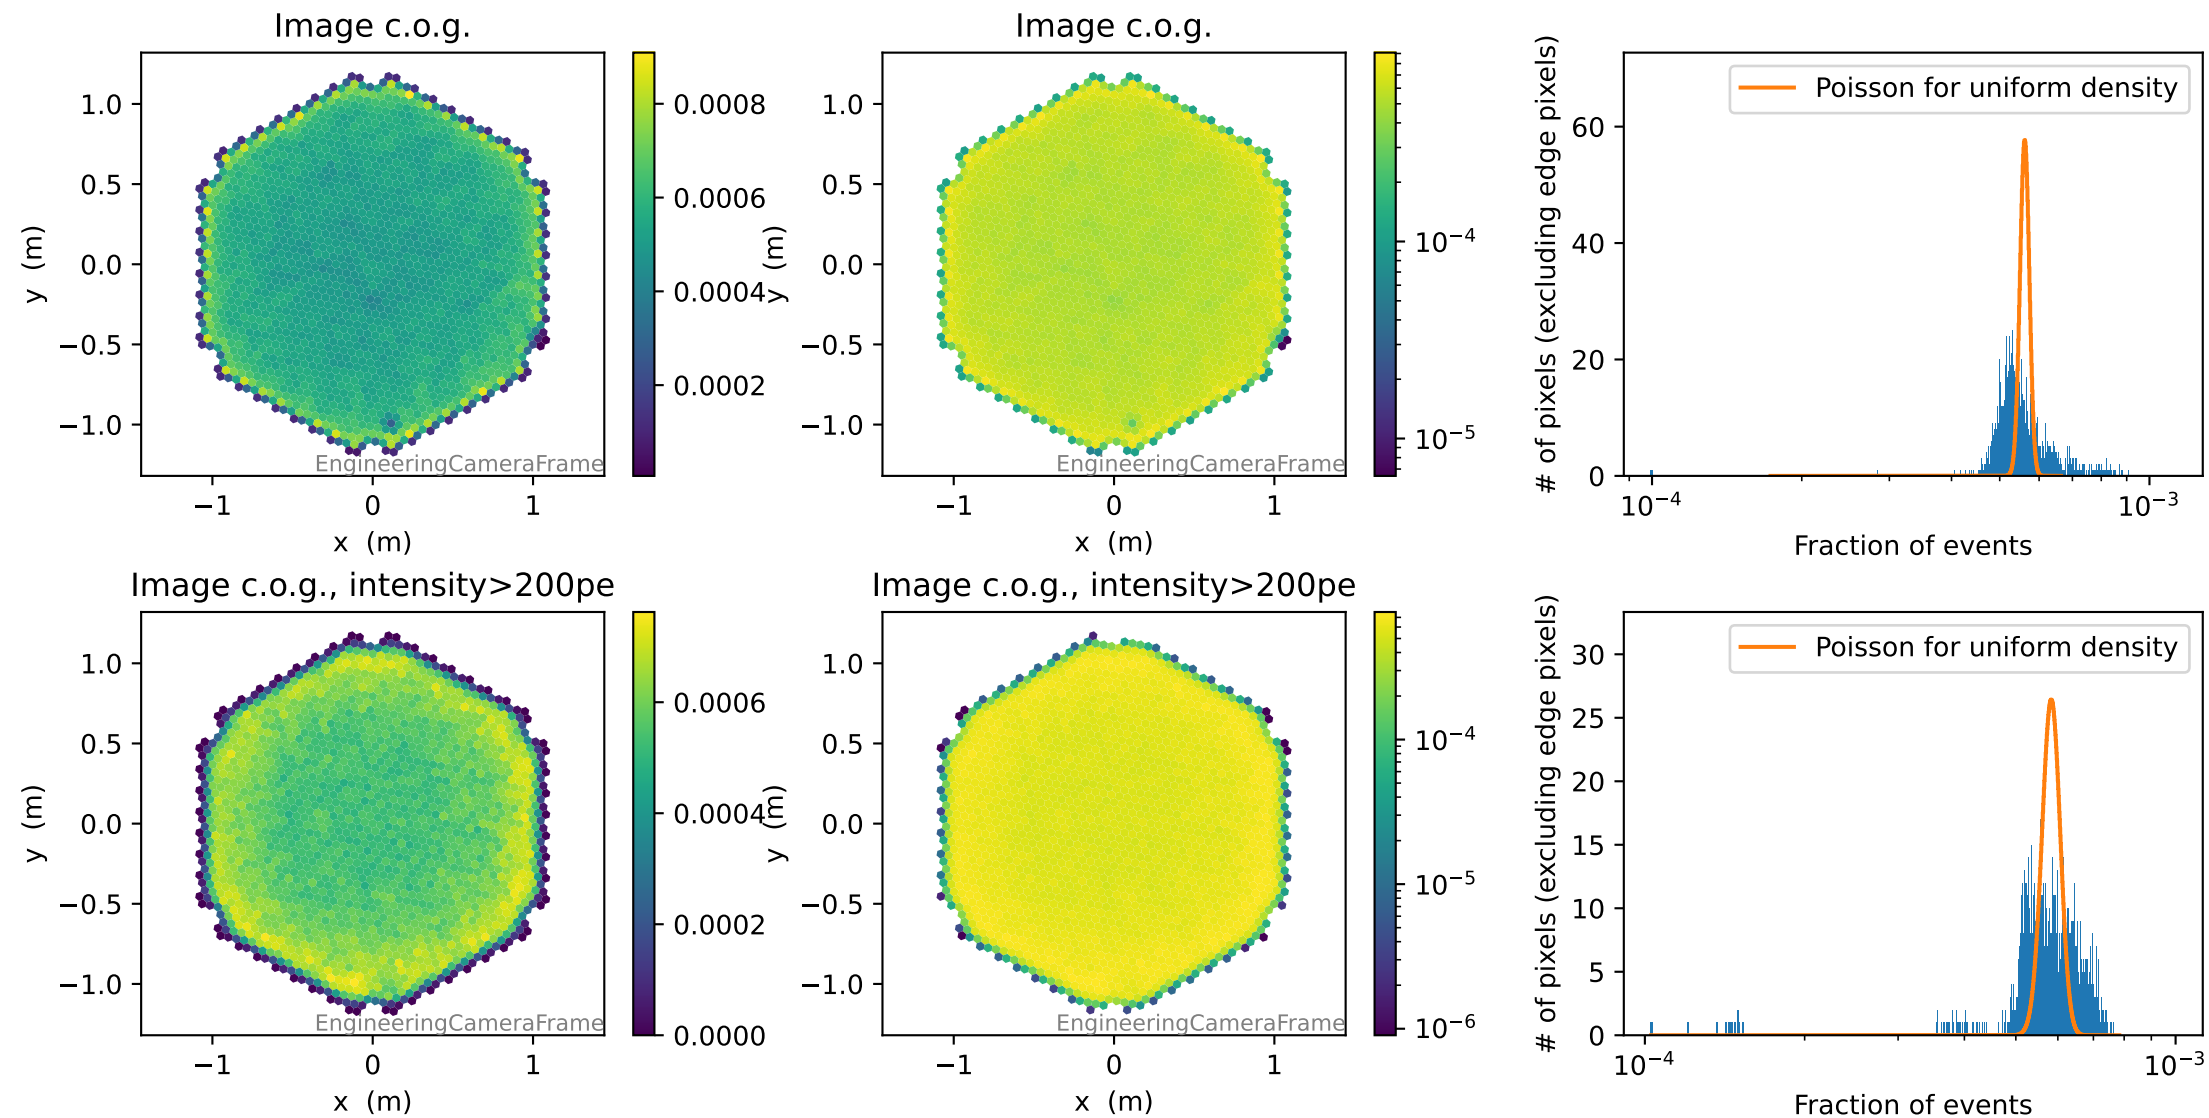 Image c.o.g.
1.0
0.5
0.0
−0.5
−1.0
y (m)
−1
0
1
x (m)
EngineeringCameraFrame
0.0008
0.0006
0.0004
0.0002
Image c.o.g.
1.0
0.5
0.0
−0.5
−1.0
y (m)
−1
0
1
x (m)
EngineeringCameraFrame
10⁻⁴
10⁻⁵
Poisson for uniform density
# of pixels (excluding edge pixels)
60
40
20
0
10⁻⁴
10⁻³
Fraction of events
Image c.o.g., intensity>200pe
1.0
0.5
0.0
−0.5
−1.0
y (m)
−1
0
1
x (m)
EngineeringCameraFrame
0.0006
0.0004
0.0002
0.0000
Image c.o.g., intensity>200pe
1.0
0.5
0.0
−0.5
−1.0
y (m)
−1
0
1
x (m)
EngineeringCameraFrame
10⁻⁴
10⁻⁵
10⁻⁶
Poisson for uniform density
# of pixels (excluding edge pixels)
30
25
20
15
10
5
0
10⁻⁴
10⁻³
Fraction of events